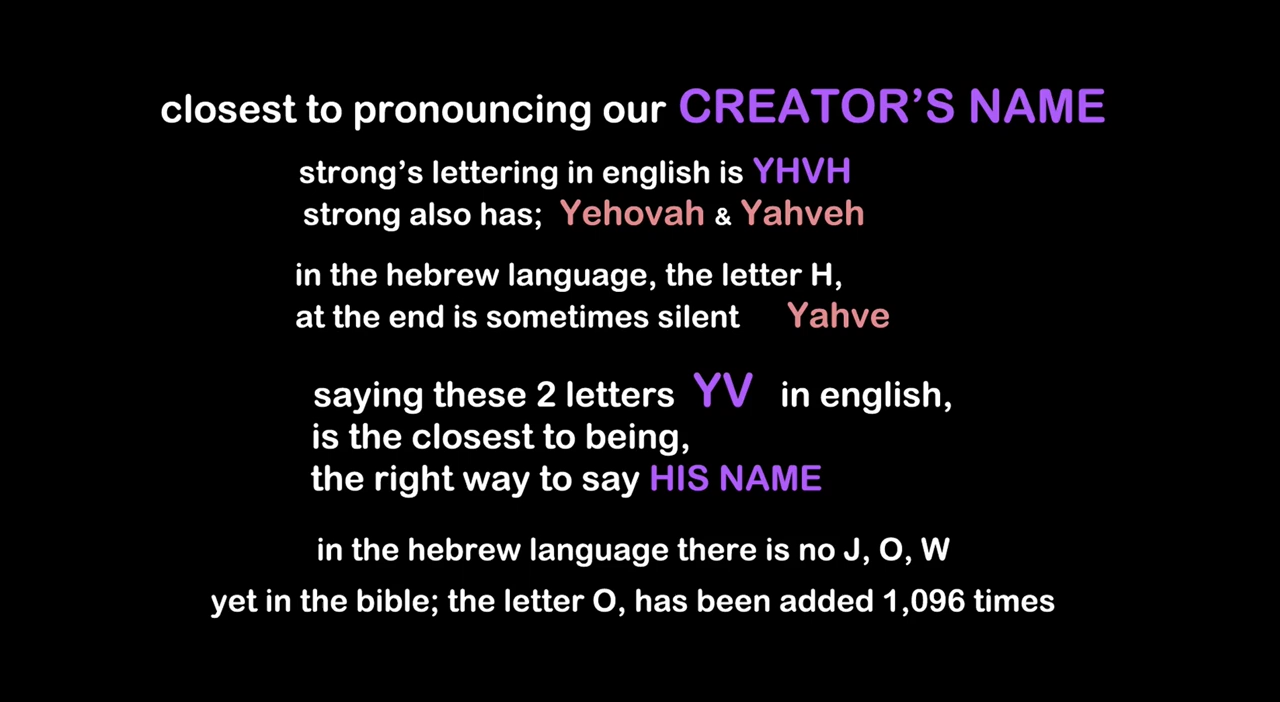 closest to pronouncing our CREATOR’S NAME
strong’s lettering in english is YHVH
strong also has; Yehovah & Yahveh
in the hebrew language, the letter H,
at the end is sometimes silent Yahve
saying these 2 letters YV in english,
is the closest to being,
the right way to say HIS NAME
in the hebrew language there is no J, O, W
yet in the bible; the letter O, has been added 1,096 times